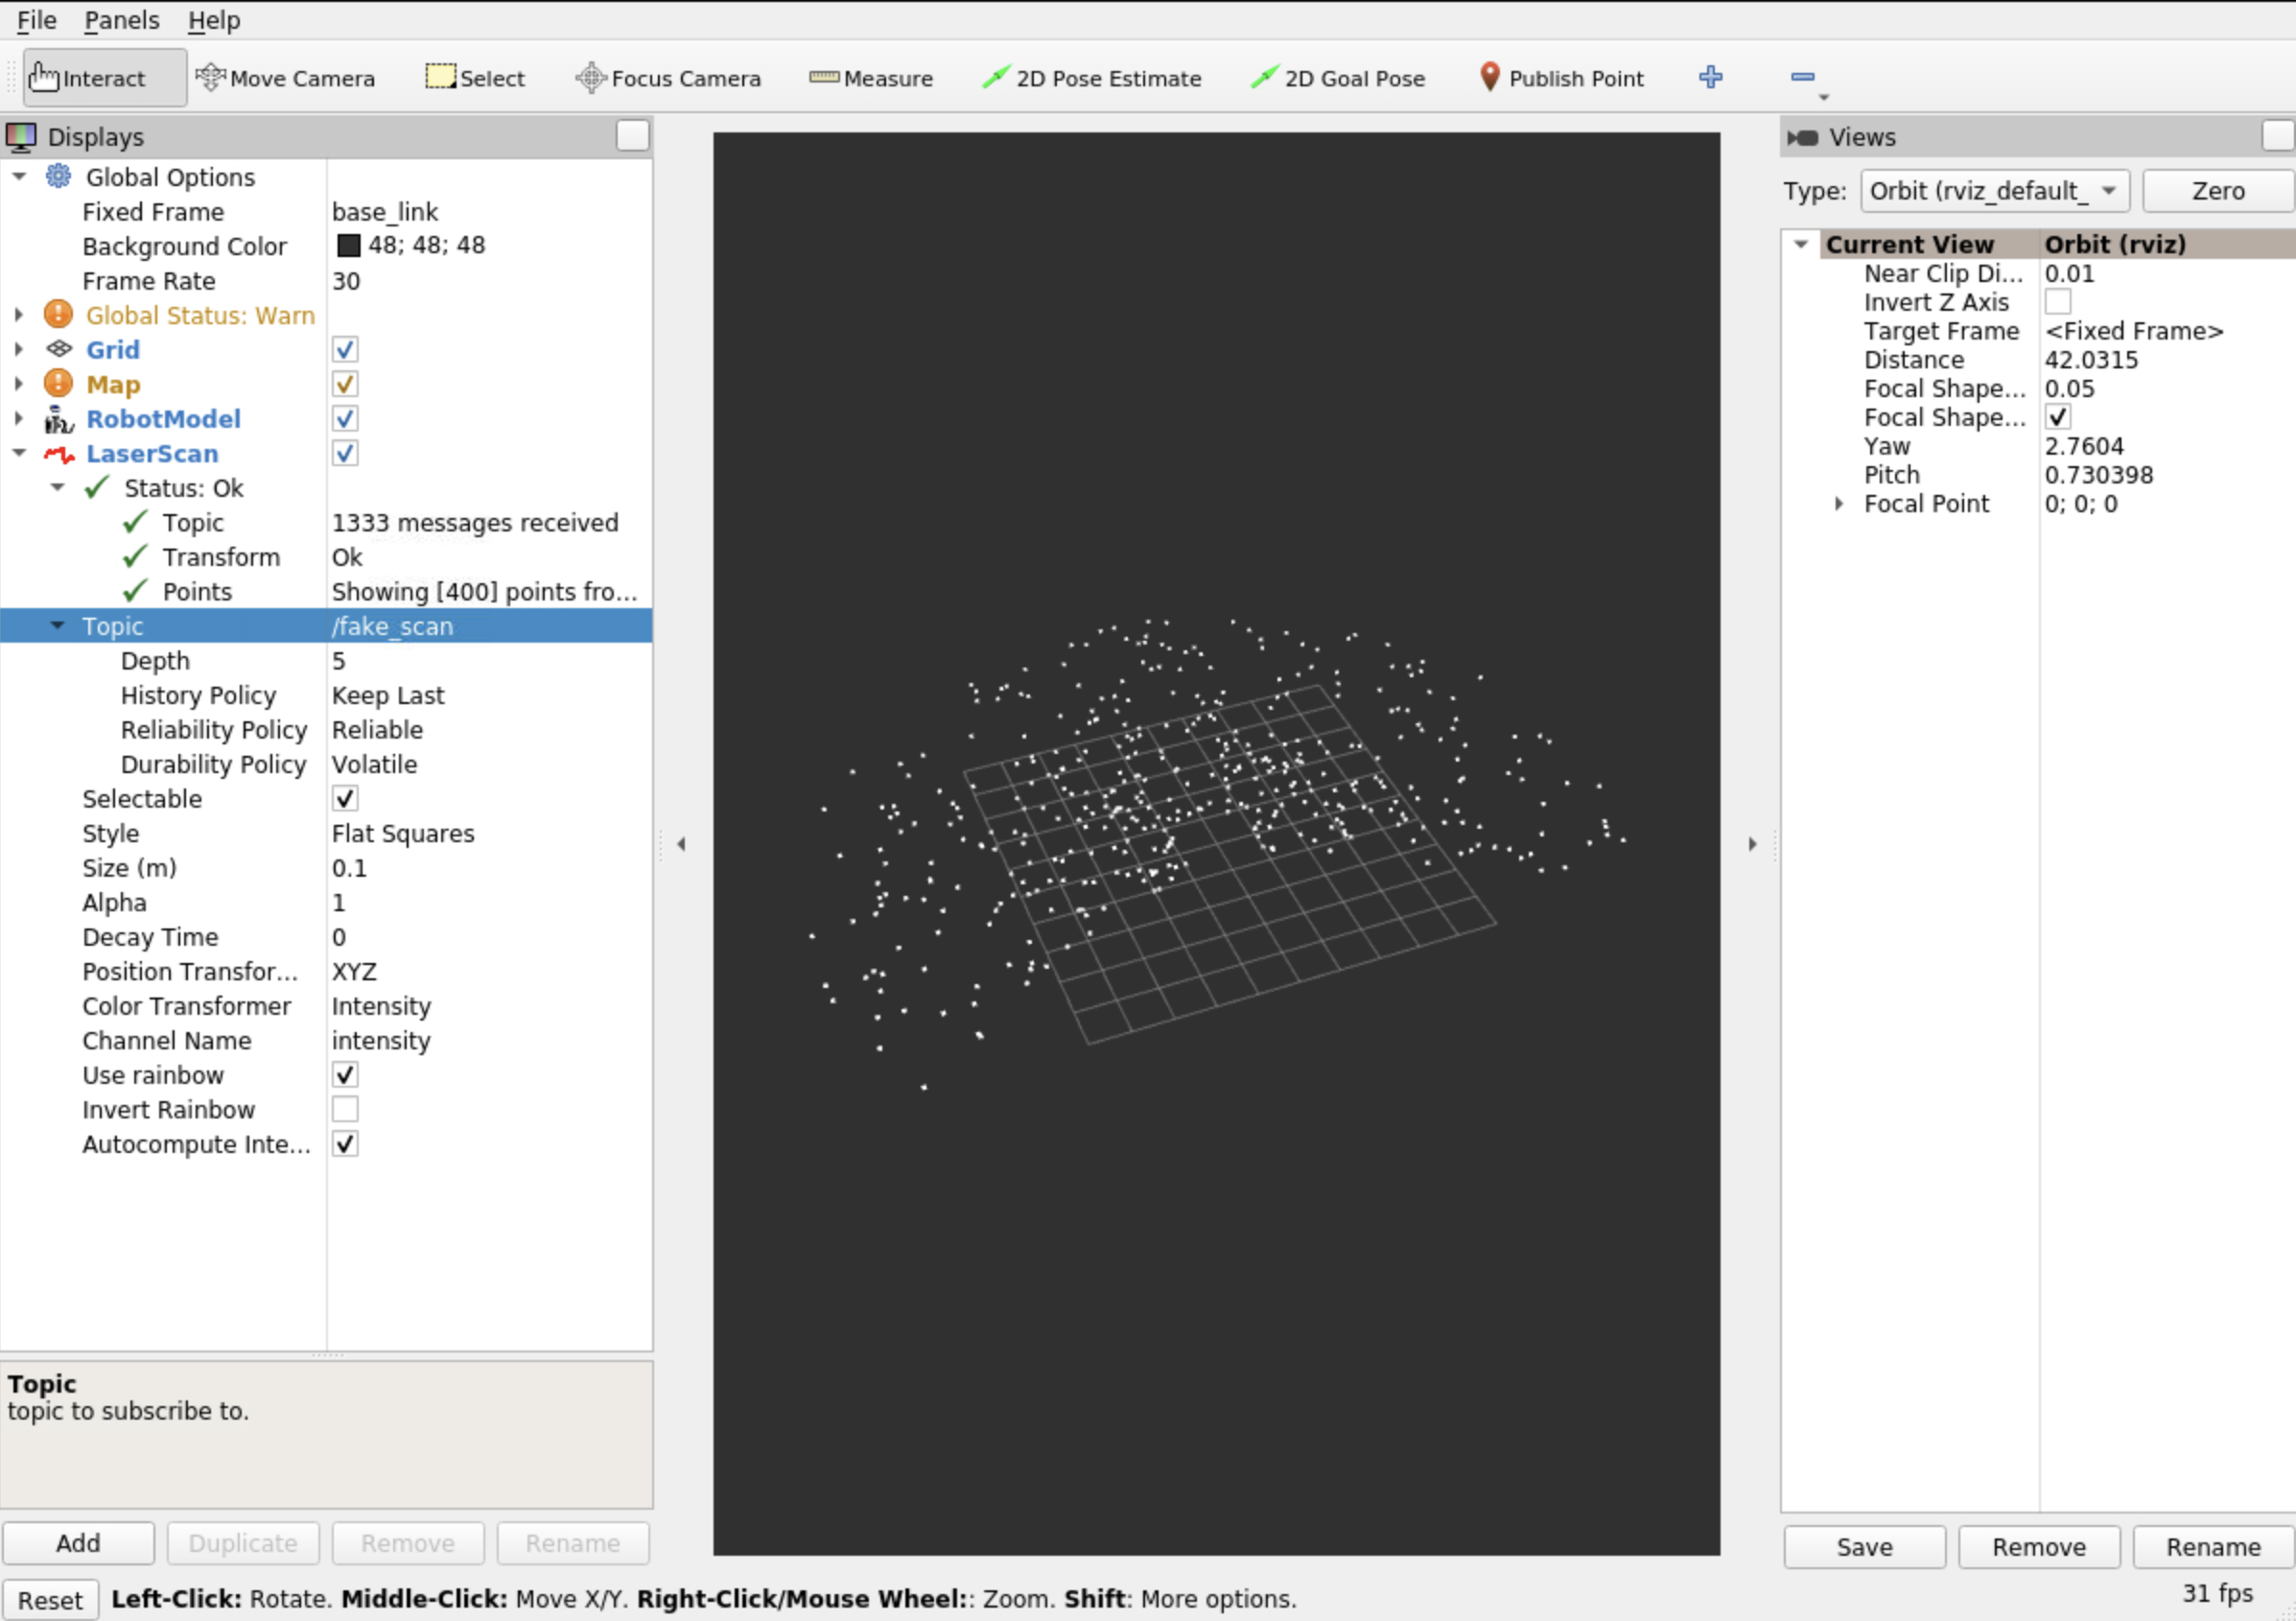 File Panels Help
Interact Move Camera Select Focus Camera Measure 2D Pose Estimate 2D Goal Pose Publish Point
Displays
Global Options
Fixed Frame base_link
Background Color 48; 48; 48
Frame Rate 30
Global Status: Warn
Grid
Map
RobotModel
LaserScan
Status: Ok
Topic 1333 messages received
Transform Ok
Points Showing [400] points fro...
Topic /fake_scan
Depth 5
History Policy Keep Last
Reliability Policy Reliable
Durability Policy Volatile
Selectable
Style Flat Squares
Size (m) 0.1
Alpha 1
Decay Time 0
Position Transfor... XYZ
Color Transformer Intensity
Channel Name intensity
Use rainbow
Invert Rainbow
Autocompute Inte...
Topic
topic to subscribe to.
Add Duplicate Remove Rename
Views
Type: Orbit (rviz_default_ Zero
Current View Orbit (rviz)
Near Clip Di... 0.01
Invert Z Axis
Target Frame <Fixed Frame>
Distance 42.0315
Focal Shape... 0.05
Focal Shape...
Yaw 2.7604
Pitch 0.730398
Focal Point 0; 0; 0
Save Remove Rename
Reset Left-Click: Rotate. Middle-Click: Move X/Y. Right-Click/Mouse Wheel:: Zoom. Shift: More options. 31 fps